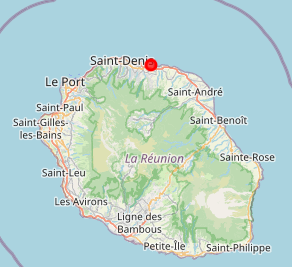 Saint-Deni
Le Port
Saint-André
Saint-Paul
Saint-Gilles-
les-Bains
Saint-Benoît
La Réunion
Sainte-Rose
Saint-Leu
Les Avirons
Ligne des
Bambous
Petite-Île
Saint-Philippe